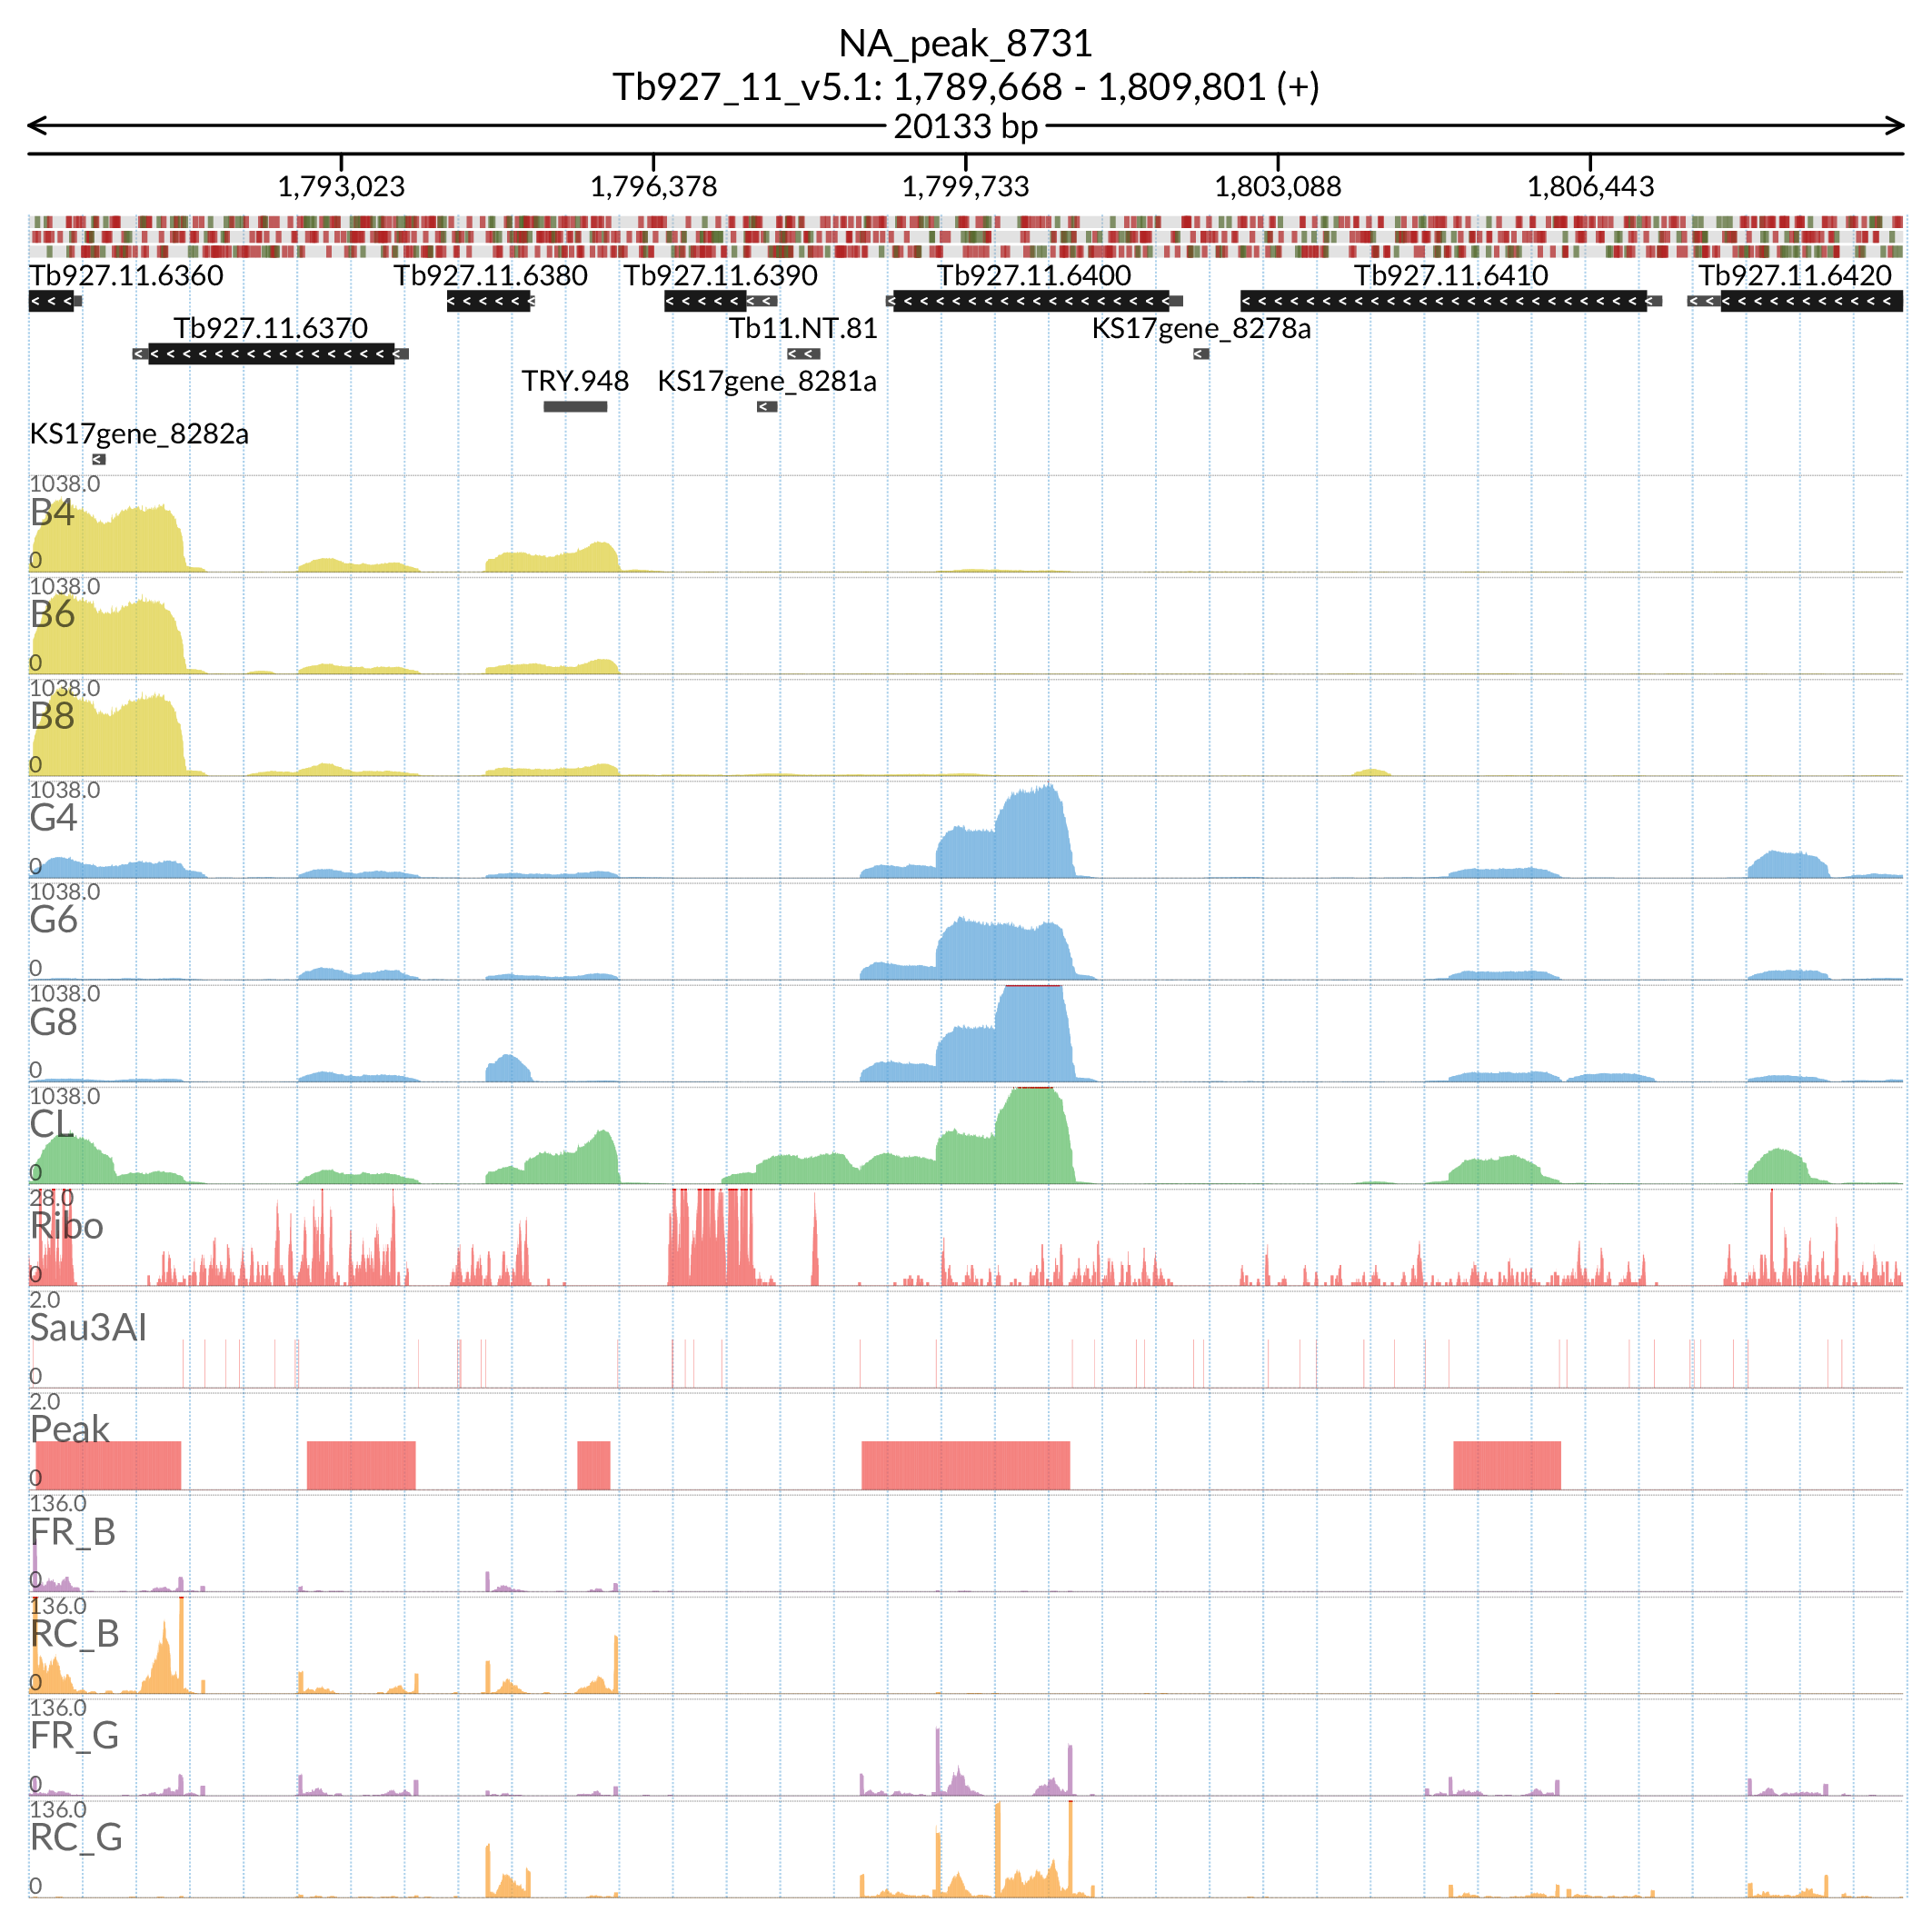 NA_peak_8731
Tb927_11_v5.1: 1,789,668 - 1,809,801 (+)
20133 bp
1,793,023 1,796,378 1,799,733 1,803,088 1,806,443
Tb927.11.6360 Tb927.11.6380 Tb927.11.6390 Tb927.11.6400 Tb927.11.6410 Tb927.11.6420
Tb927.11.6370 Tb11.NT.81 KS17gene_8278a
TRY.948 KS17gene_8281a
KS17gene_8282a
1038.0
B4
0
1038.0
B6
0
1038.0
B8
0
1038.0
G4
0
1038.0
G6
0
1038.0
G8
0
1038.0
CL
0
28.0
Ribo
0
2.0
Sau3AI
0
2.0
Peak
0
136.0
FR_B
0
136.0
RC_B
0
136.0
FR_G
0
136.0
RC_G
0